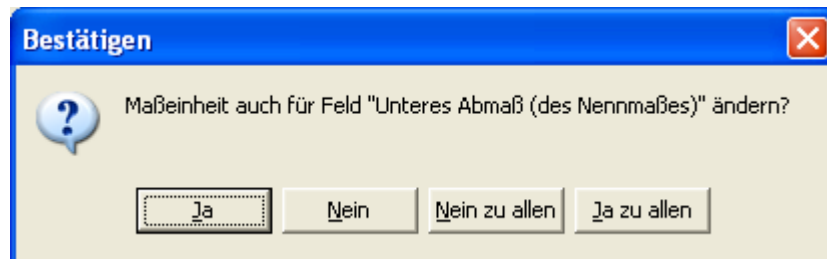 Bestätigen
Maßeinheit auch für Feld "Unteres Abmaß (des Nennmaßes)" ändern?
Ja Nein Nein zu allen Ja zu allen